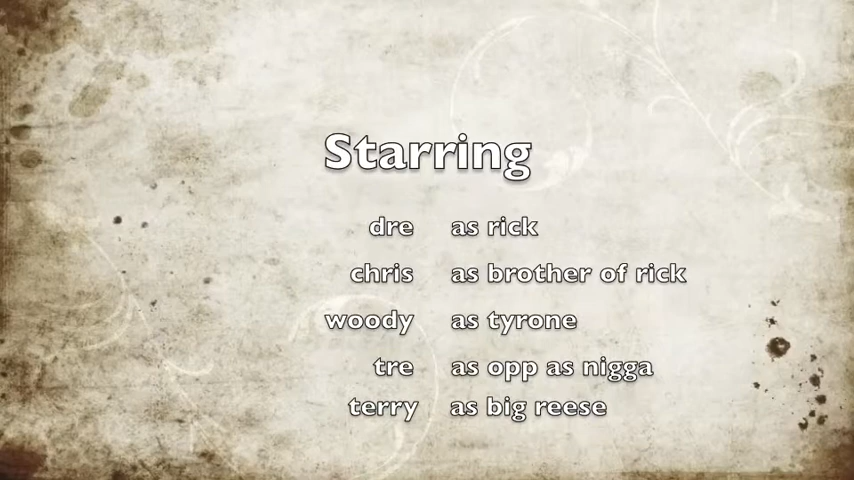 Starring
dre as rick
chris as brother of rick
woody as tyrone
tre as opp as nigga
terry as big reese